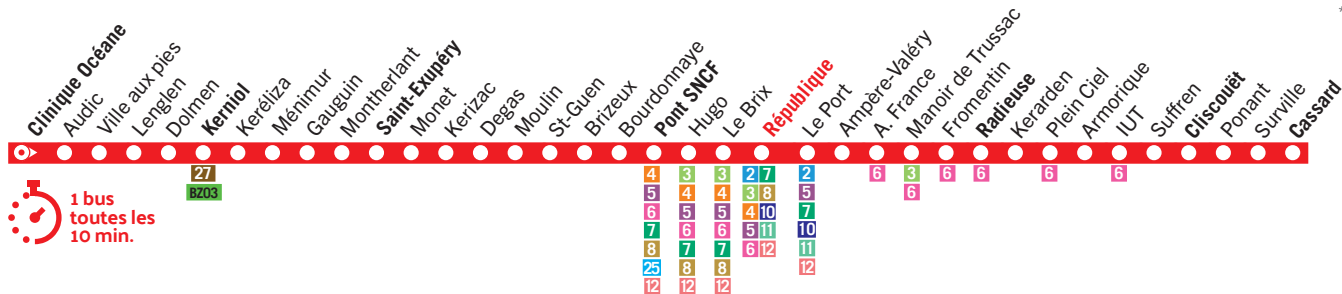 *
Clinique Océane
Audic
Ville aux pies
Lenglen
Dolmen
Kerniol
Keréliza
Ménimur
Gauguin
Montherlant
Saint-Exupéry
Monet
Kerizac
Degas
Moulin
St-Guen
Brizeux
Bourdonnaye
Pont SNCF
Hugo
Le Brix
République
Le Port
Ampère-Valéry
A. France
Manoir de Trussac
Fromentin
Radieuse
Kerarden
Plein Ciel
Armorique
IUT
Suffren
Cliscouët
Ponant
Surville
Cassard
27
BZ03
4
5
6
7
8
25
12
3
4
5
6
7
8
12
3
4
5
6
7
8
12
2 7
3 8
4 10
5 11
6 12
2
5
7
10
11
12
6
3
6
6
6
6
6
1 bus
toutes les
10 min.